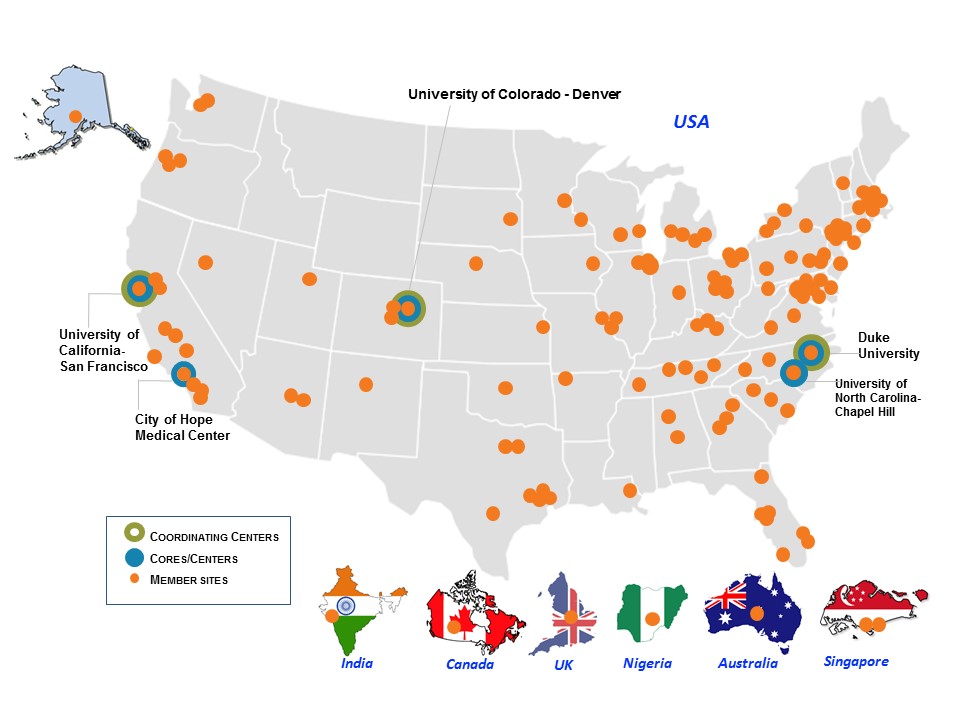 University of Colorado - Denver
USA
University of
California-
San Francisco
City of Hope
Medical Center
Duke
University
University of
North Carolina-
Chapel Hill
COORDINATING CENTERS
CORES/CENTERS
MEMBER SITES
India
Canada
UK
Nigeria
Australia
Singapore